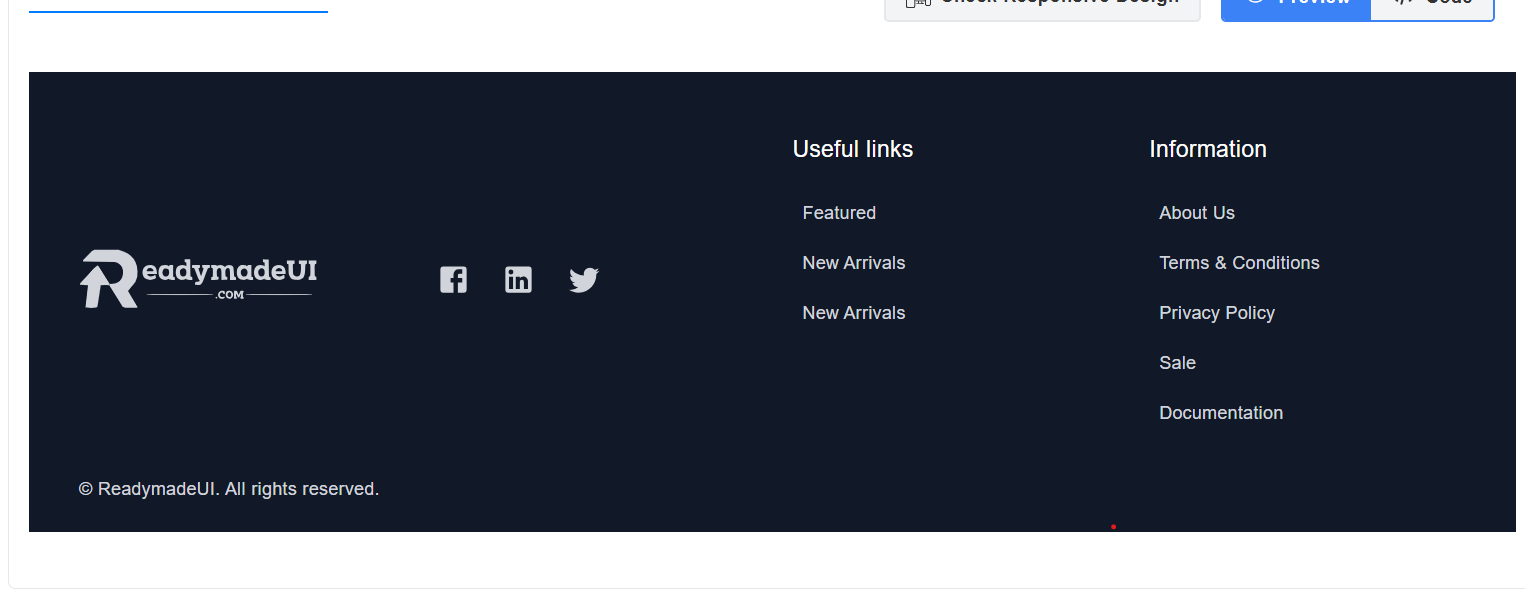 Check Responsive Design
Preview
Code
Useful links
Information
Featured
About Us
New Arrivals
Terms & Conditions
ReadymadeUI
.COM
New Arrivals
Privacy Policy
Sale
Documentation
© ReadymadeUI. All rights reserved.